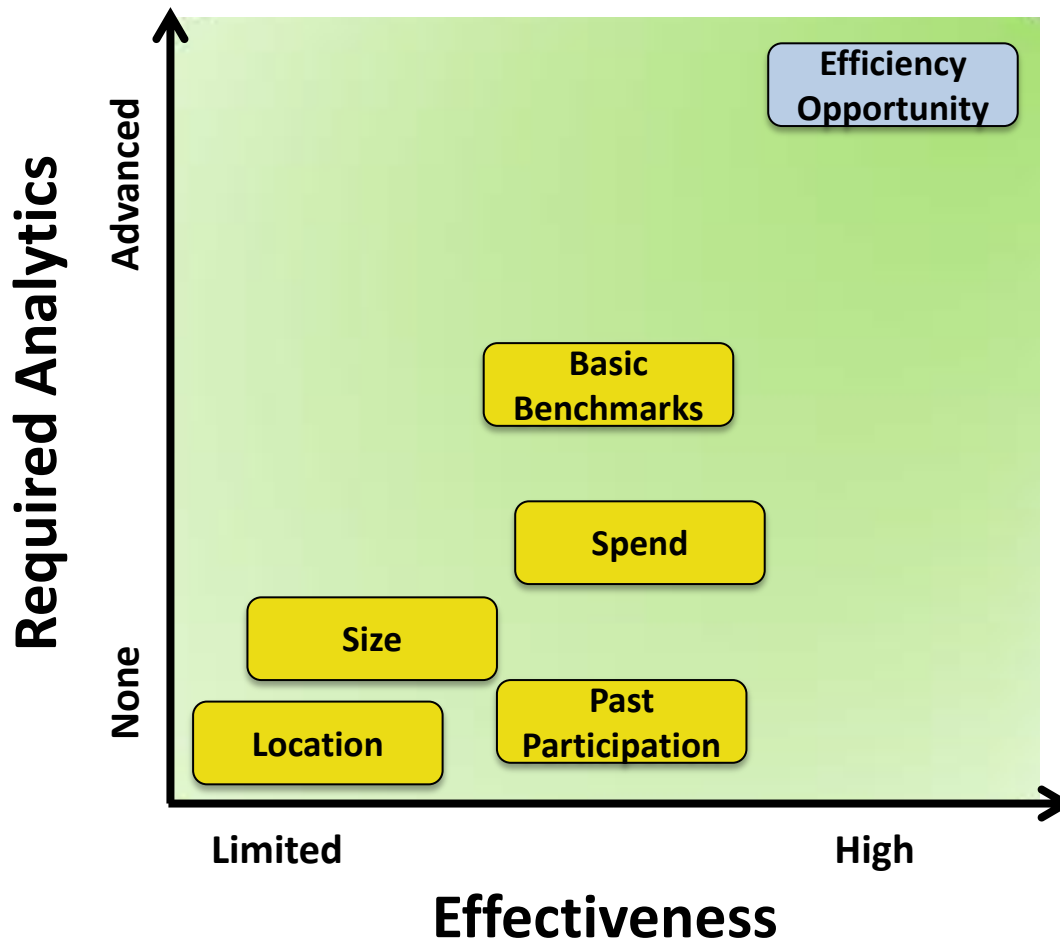 Required Analytics
Advanced
None
Efficiency
Opportunity
Basic
Benchmarks
Spend
Size
Past
Participation
Location
Limited
High
Effectiveness